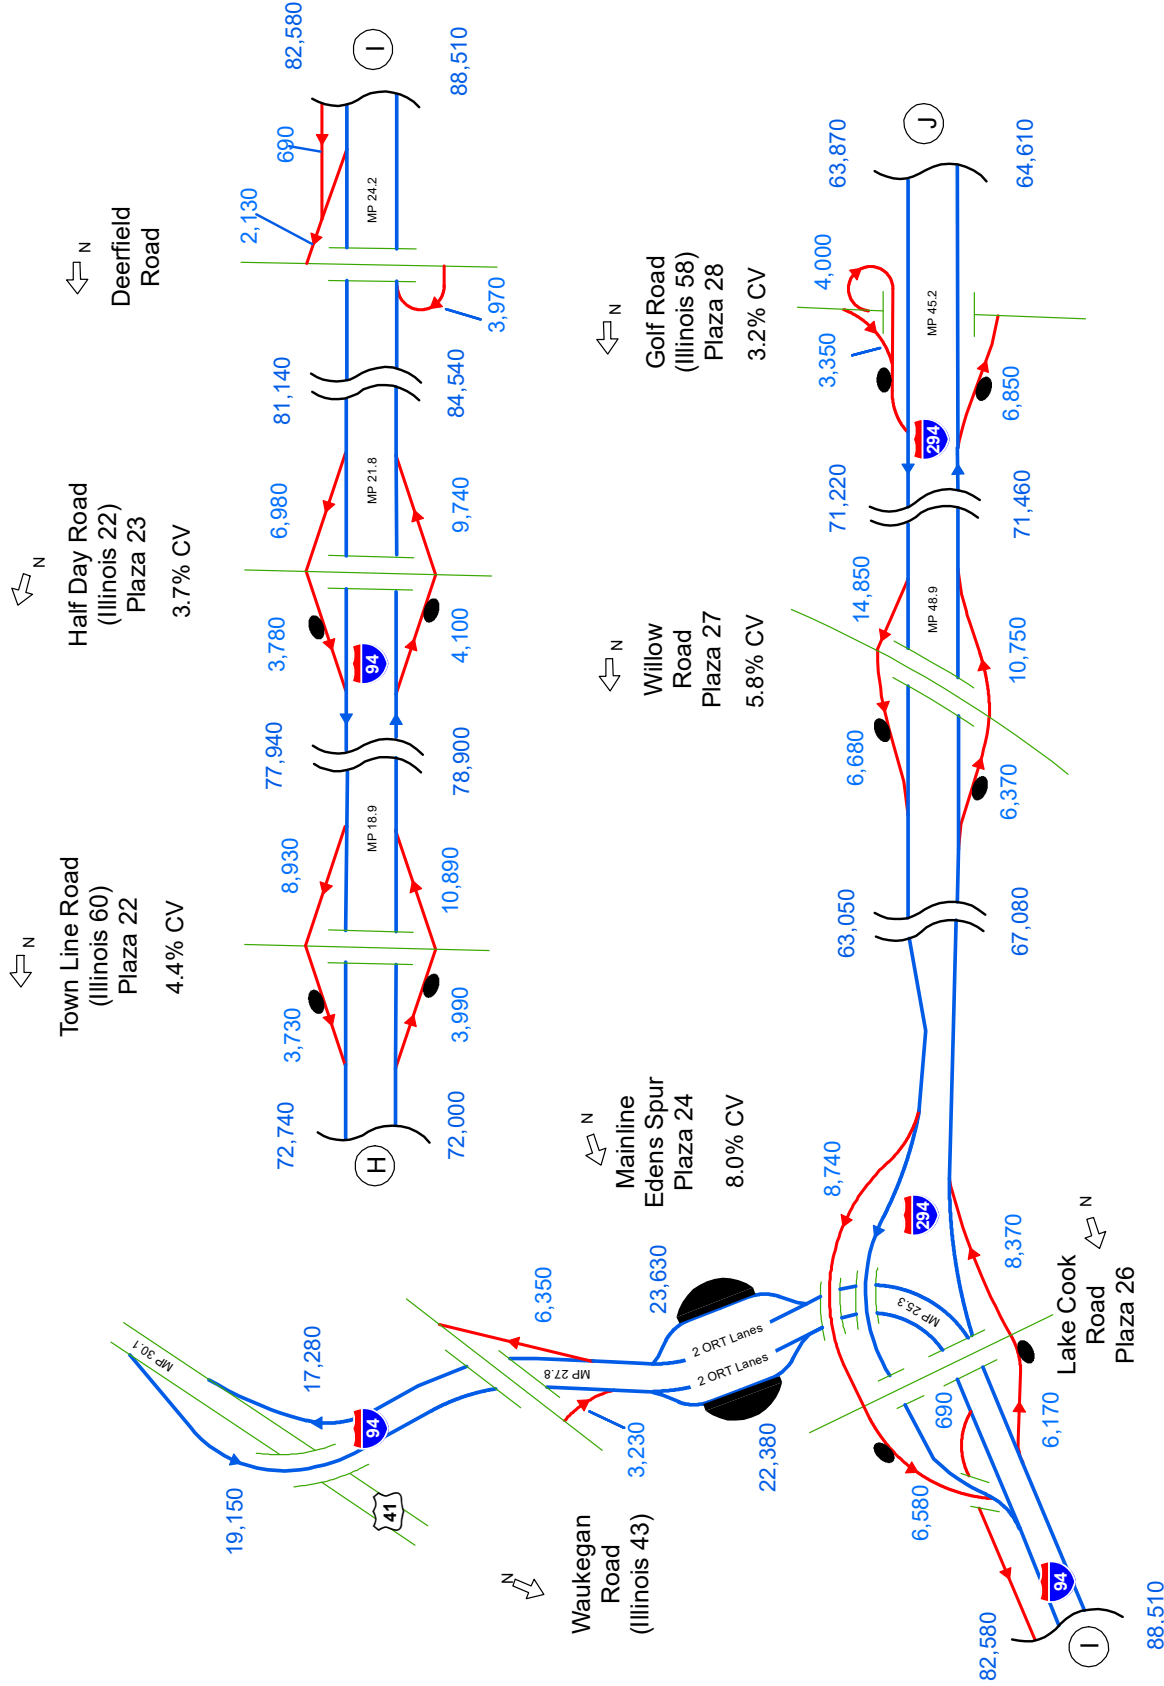 Town Line Road
(Illinois 60)
Plaza 22
4.4% CV
N
Half Day Road
(Illinois 22)
Plaza 23
3.7% CV
N
Deerfield
Road
N
H
72,740
72,000
3,730
3,990
8,930
10,890
MP 18.9
77,940
78,900
94
3,780
4,100
6,980
9,740
MP 21.8
81,140
84,540
2,130
690
3,970
MP 24.2
82,580
88,510
I
Waukegan
Road
(Illinois 43)
N
Mainline
Edens Spur
Plaza 24
8.0% CV
N
Willow
Road
Plaza 27
5.8% CV
N
Golf Road
(Illinois 58)
Plaza 28
3.2% CV
N
19,150
17,280
MP 30.1
94
41
3,230
6,350
MP 27.8
22,380
23,630
2 ORT Lanes
2 ORT Lanes
MP 25.3
82,580
88.510
I
94
6,580
690
6,170
8,740
8,370
294
Lake Cook
Road
Plaza 26
N
63,050
67,080
6,680
6,370
14,850
10,750
MP 48.9
71,220
71,460
294
3,350
4,000
6,850
MP 45.2
63,870
64,610
J